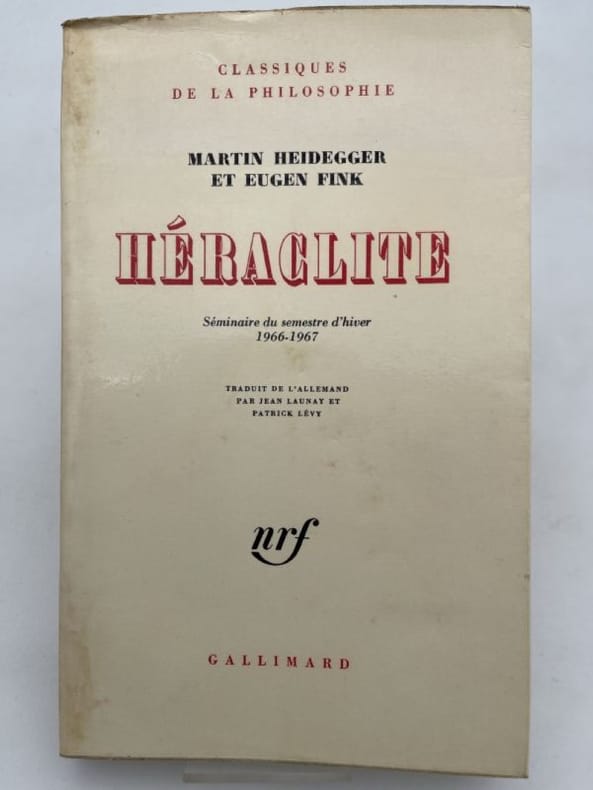 CLASSIQUES
DE LA PHILOSOPHIE
MARTIN HEIDEGGER
ET EUGEN FINK
HÉRACLITE
Séminaire du semestre d'hiver
1966-1967
TRADUIT DE L'ALLEMAND
PAR JEAN LAUNAY ET
PATRICK LÉVY
nrf
GALLIMARD